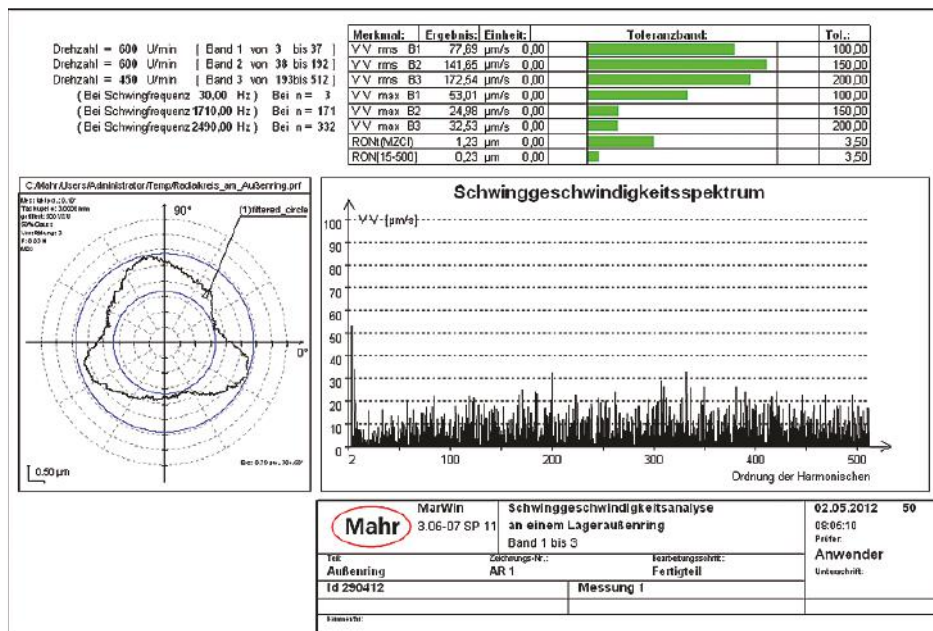 Drehzahl = 600 U/min [ Band 1 von 3 bis 37 ]
Drehzahl = 600 U/min [ Band 2 von 38 bis 192 ]
Drehzahl = 450 U/min [ Band 3 von 193bis 512 ]
( Bei Schwingfrequenz 30,00 Hz ) Bei n = 3
( Bei Schwingfrequenz 1710,00 Hz ) Bei n = 171
( Bei Schwingfrequenz 2490,00 Hz ) Bei n = 332
Merkmal: Ergebnis: Einheit: Toleranzband: Tol.:
VV rms B1 77,69 µm/s 0,00 100,00
VV rms B2 141,65 µm/s 0,00 150,00
VV rms B3 172,54 µm/s 0,00 200,00
VV max B1 53,01 µm/s 0,00 100,00
VV max B2 24,98 µm/s 0,00 150,00
VV max B3 32,53 µm/s 0,00 200,00
RONt(MZCI) 1,23 µm 0,00 3,50
RON[15-500] 0,23 µm 0,00 3,50
C:/Mahr/Users/Administrator/Temp/Radialkreis_am_Außenring.prf
90°
(1)filtered_circle
0°
0,50 µm
Schwinggeschwindigkeitsspektrum
VV [µm/s]
100
90
80
70
60
50
40
30
20
10
0
2 100 200 300 400 500
Ordnung der Harmonischen
Mahr
MarWin
3.06-07 SP 11
Schwinggeschwindigkeitsanalyse
an einem Lageraußenring
Band 1 bis 3
02.05.2012 50
08:06:10
Prüfer:
Anwender
Unterschrift:
Teil: Zeichnungs-Nr.: Bearbeitungsschritt:
Außenring AR 1 Fertigteil
Id 290412 Messung 1